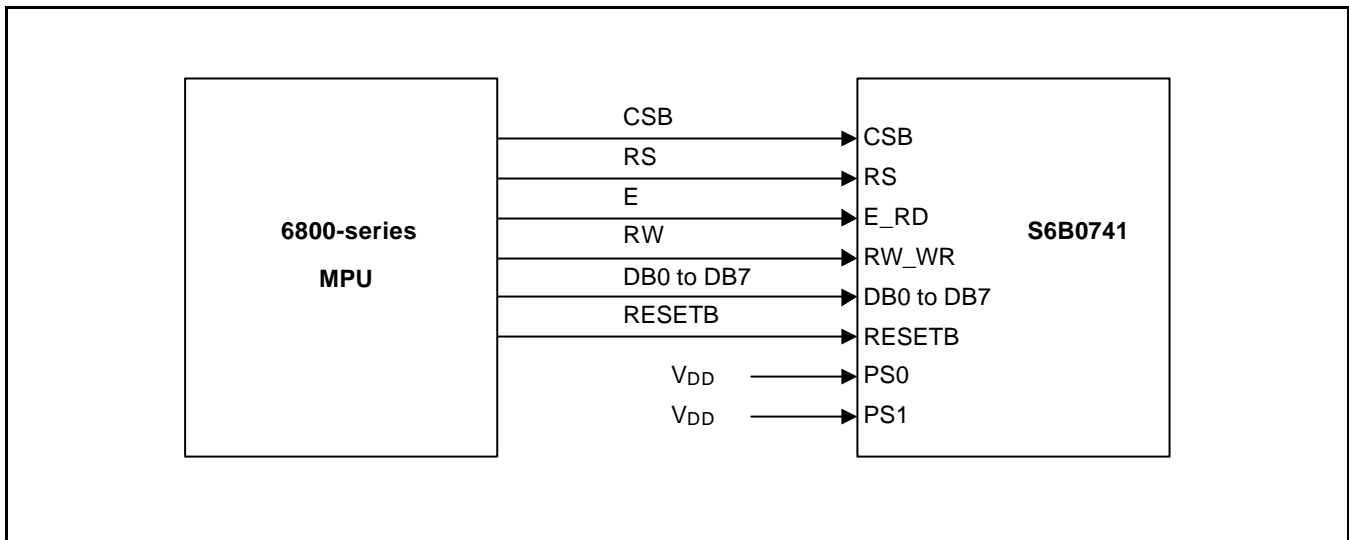 6800-series
MPU
CSB
RS
E
RW
DB0 to DB7
RESETB
VDD
VDD
CSB
RS
E_RD
RW_WR
DB0 to DB7
RESETB
PS0
PS1
S6B0741